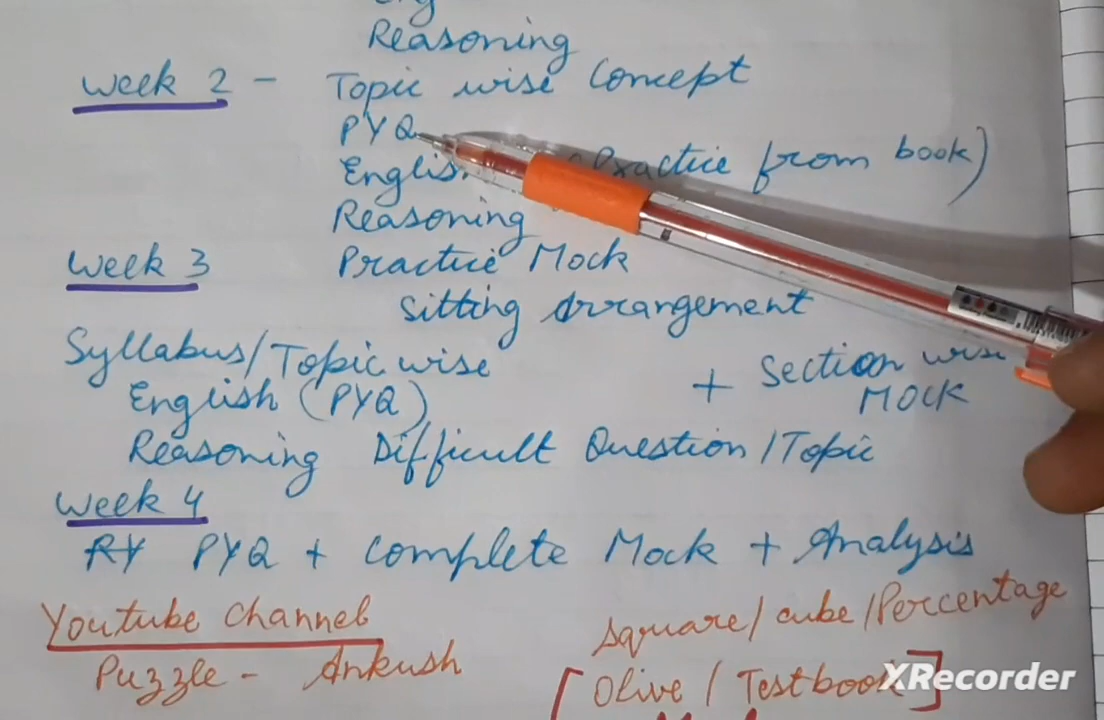 Reasoning
Week 2 - Topic wise Concept
PYQ
English (Practice from book)
Reasoning
Week 3 Practice Mock
Sitting Arrangement
Syllabus/Topic wise + Section wise
English (PYQ) MOCK
Reasoning Difficult Question/Topic
Week 4
RY PYQ + Complete Mock + Analysis
Youtube Channel square/cube/Percentage
Puzzle - Ankush [Olive / Testbook]
XRecorder